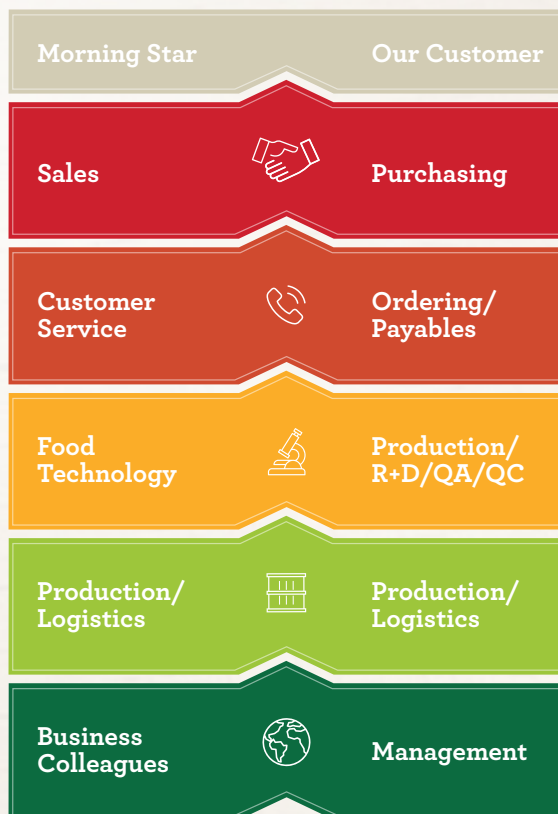 Morning Star
Our Customer
Sales
Purchasing
Customer
Service
Ordering/
Payables
Food
Technology
Production/
R+D/QA/QC
Production/
Logistics
Production/
Logistics
Business
Colleagues
Management